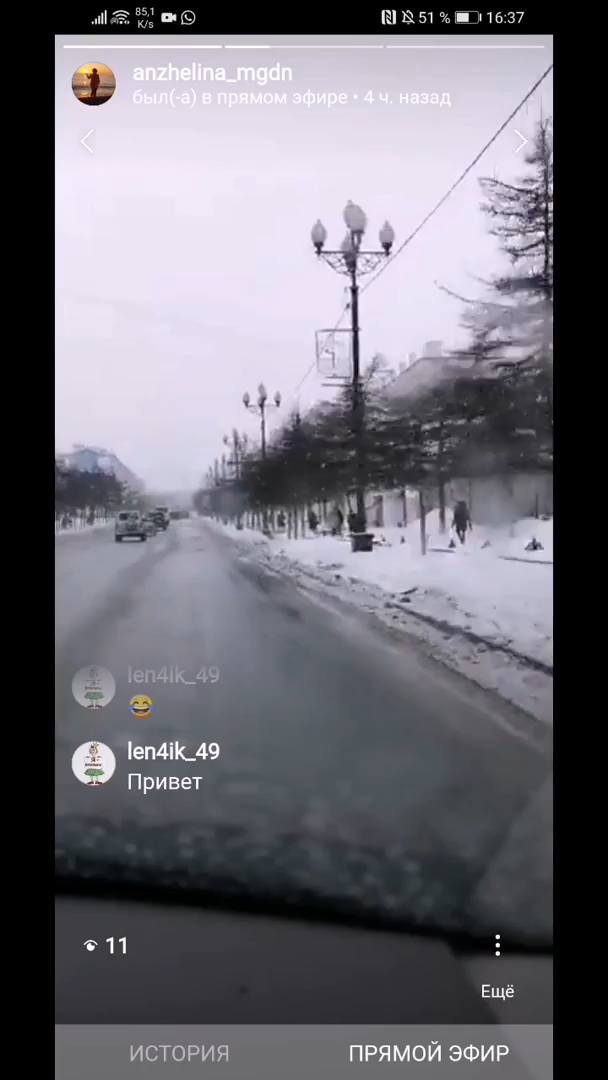 85,1
K/s
51 %
16:37
anzhelina_mgdn
был(-а) в прямом эфире • 4 ч. назад
len4ik_49
😂
len4ik_49
Привет
11
Ещё
ИСТОРИЯ
ПРЯМОЙ ЭФИР